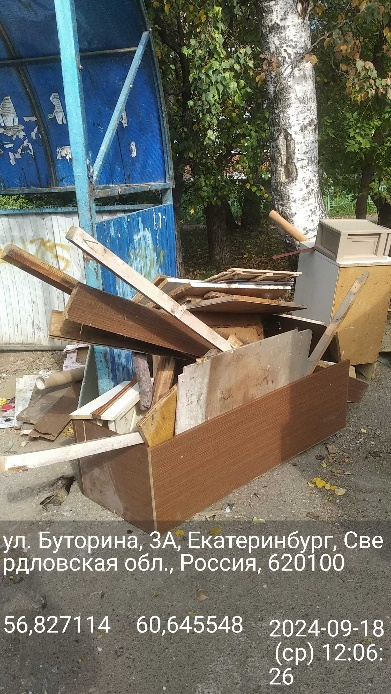 ул. Буторина, 3А, Екатеринбург, Све
рдловская обл., Россия, 620100
56,827114 60,645548 2024-09-18
(ср) 12:06:
26